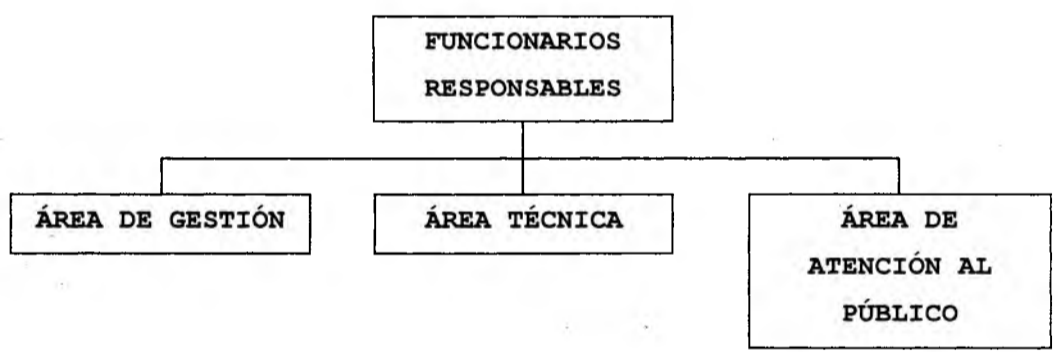 FUNCIONARIOS
RESPONSABLES
ÁREA DE GESTIÓN
ÁREA TÉCNICA
ÁREA DE
ATENCIÓN AL
PÚBLICO